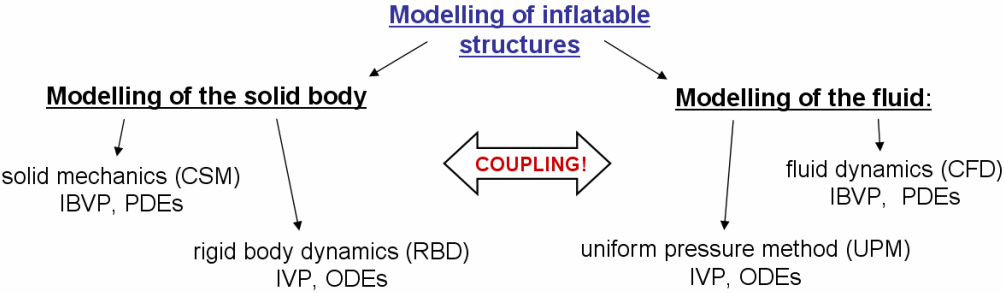 Modelling of inflatable
structures
Modelling of the solid body
Modelling of the fluid:
COUPLING!
solid mechanics (CSM)
IBVP, PDEs
fluid dynamics (CFD)
IBVP, PDEs
rigid body dynamics (RBD)
IVP, ODEs
uniform pressure method (UPM)
IVP, ODEs